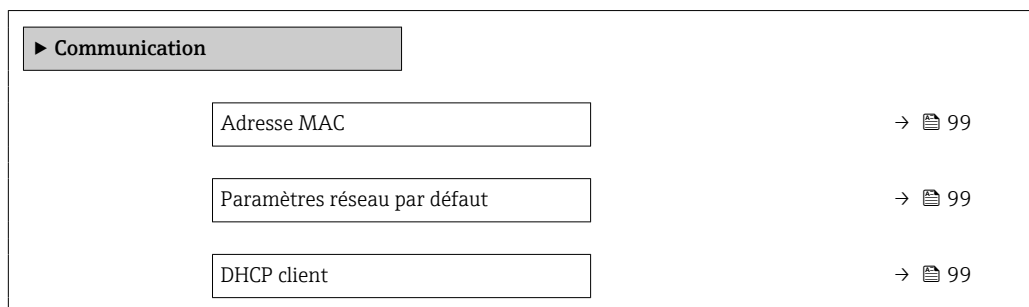 ▶ Communication
Adresse MAC → 99
Paramètres réseau par défaut → 99
DHCP client → 99